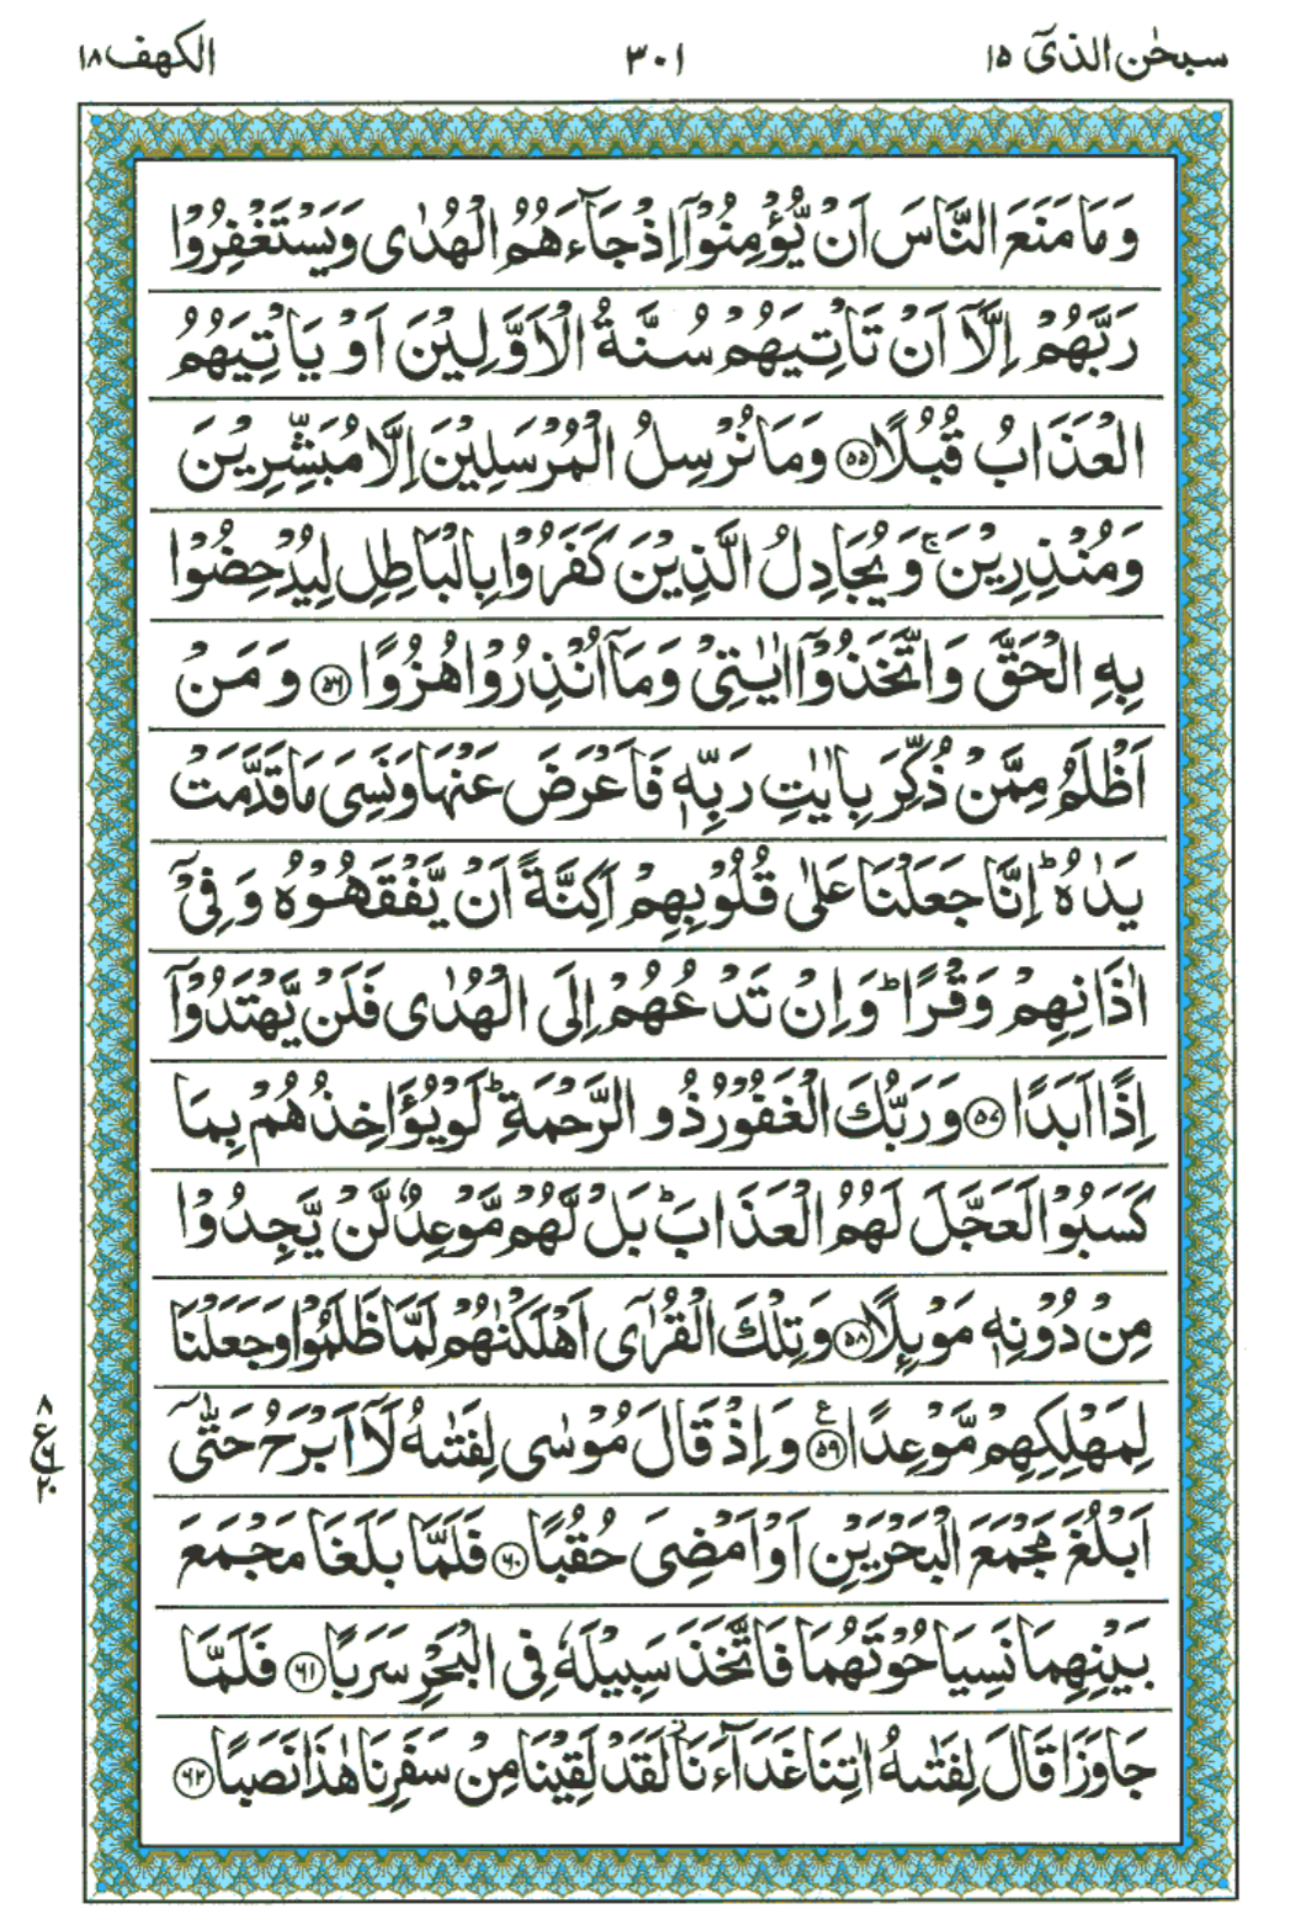 سبحٰن الذیٓ ١٥
٣٠١
الکھف ١٨
وَمَا مَنَعَ النَّاسَ اَنْ يُّؤْمِنُوْٓا اِذْ جَآءَهُمُ الْهُدٰى وَيَسْتَغْفِرُوْا
رَبَّهُمْ اِلَّآ اَنْ تَاْتِيَهُمْ سُنَّةُ الْاَوَّلِيْنَ اَوْ يَاْتِيَهُمُ
الْعَذَابُ قُبُلًا ﴿٥٥﴾ وَمَا نُرْسِلُ الْمُرْسَلِيْنَ اِلَّا مُبَشِّرِيْنَ
وَمُنْذِرِيْنَ ۚ وَيُجَادِلُ الَّذِيْنَ كَفَرُوْا بِالْبَاطِلِ لِيُدْحِضُوْا
بِهِ الْحَقَّ وَاتَّخَذُوْٓا اٰيٰتِيْ وَمَآ اُنْذِرُوْا هُزُوًا ﴿٥٦﴾ وَمَنْ
اَظْلَمُ مِمَّنْ ذُكِّرَ بِاٰيٰتِ رَبِّهٖ فَاَعْرَضَ عَنْهَا وَنَسِيَ مَا قَدَّمَتْ
يَدٰهُ ؕ اِنَّا جَعَلْنَا عَلٰى قُلُوْبِهِمْ اَكِنَّةً اَنْ يَّفْقَهُوْهُ وَفِيْٓ
اٰذَانِهِمْ وَقْرًا ؕ وَاِنْ تَدْعُهُمْ اِلَى الْهُدٰى فَلَنْ يَّهْتَدُوْٓا
اِذًا اَبَدًا ﴿٥٧﴾ وَرَبُّكَ الْغَفُوْرُ ذُو الرَّحْمَةِ ؕ لَوْ يُؤَاخِذُهُمْ بِمَا
كَسَبُوْا لَعَجَّلَ لَهُمُ الْعَذَابَ ؕ بَلْ لَّهُمْ مَّوْعِدٌ لَّنْ يَّجِدُوْا
مِنْ دُوْنِهٖ مَوْئِلًا ﴿٥٨﴾ وَتِلْكَ الْقُرٰٓى اَهْلَكْنٰهُمْ لَمَّا ظَلَمُوْا وَجَعَلْنَا
لِمَهْلِكِهِمْ مَّوْعِدًا ﴿٥٩﴾ ع وَاِذْ قَالَ مُوْسٰى لِفَتٰىهُ لَآ اَبْرَحُ حَتّٰٓى
٨
ع ٦
٢٠
اَبْلُغَ مَجْمَعَ الْبَحْرَيْنِ اَوْ اَمْضِيَ حُقُبًا ﴿٦٠﴾ فَلَمَّا بَلَغَا مَجْمَعَ
بَيْنِهِمَا نَسِيَا حُوْتَهُمَا فَاتَّخَذَ سَبِيْلَهٗ فِي الْبَحْرِ سَرَبًا ﴿٦١﴾ فَلَمَّا
جَاوَزَا قَالَ لِفَتٰىهُ اٰتِنَا غَدَآءَنَا ۡ لَقَدْ لَقِيْنَا مِنْ سَفَرِنَا هٰذَا نَصَبًا ﴿٦٢﴾